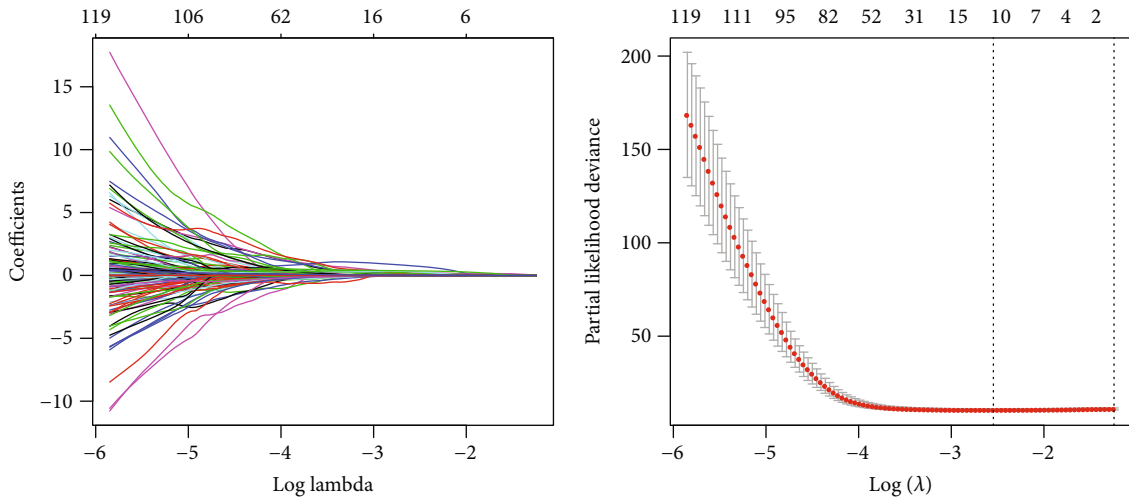 119 106 62 16 6
15
10
5
0
−5
−10
Coefficients
−6 −5 −4 −3 −2
Log lambda
119 111 95 82 52 31 15 10 7 4 2
200
150
100
50
Partial likelihood deviance
−6 −5 −4 −3 −2
Log (λ)